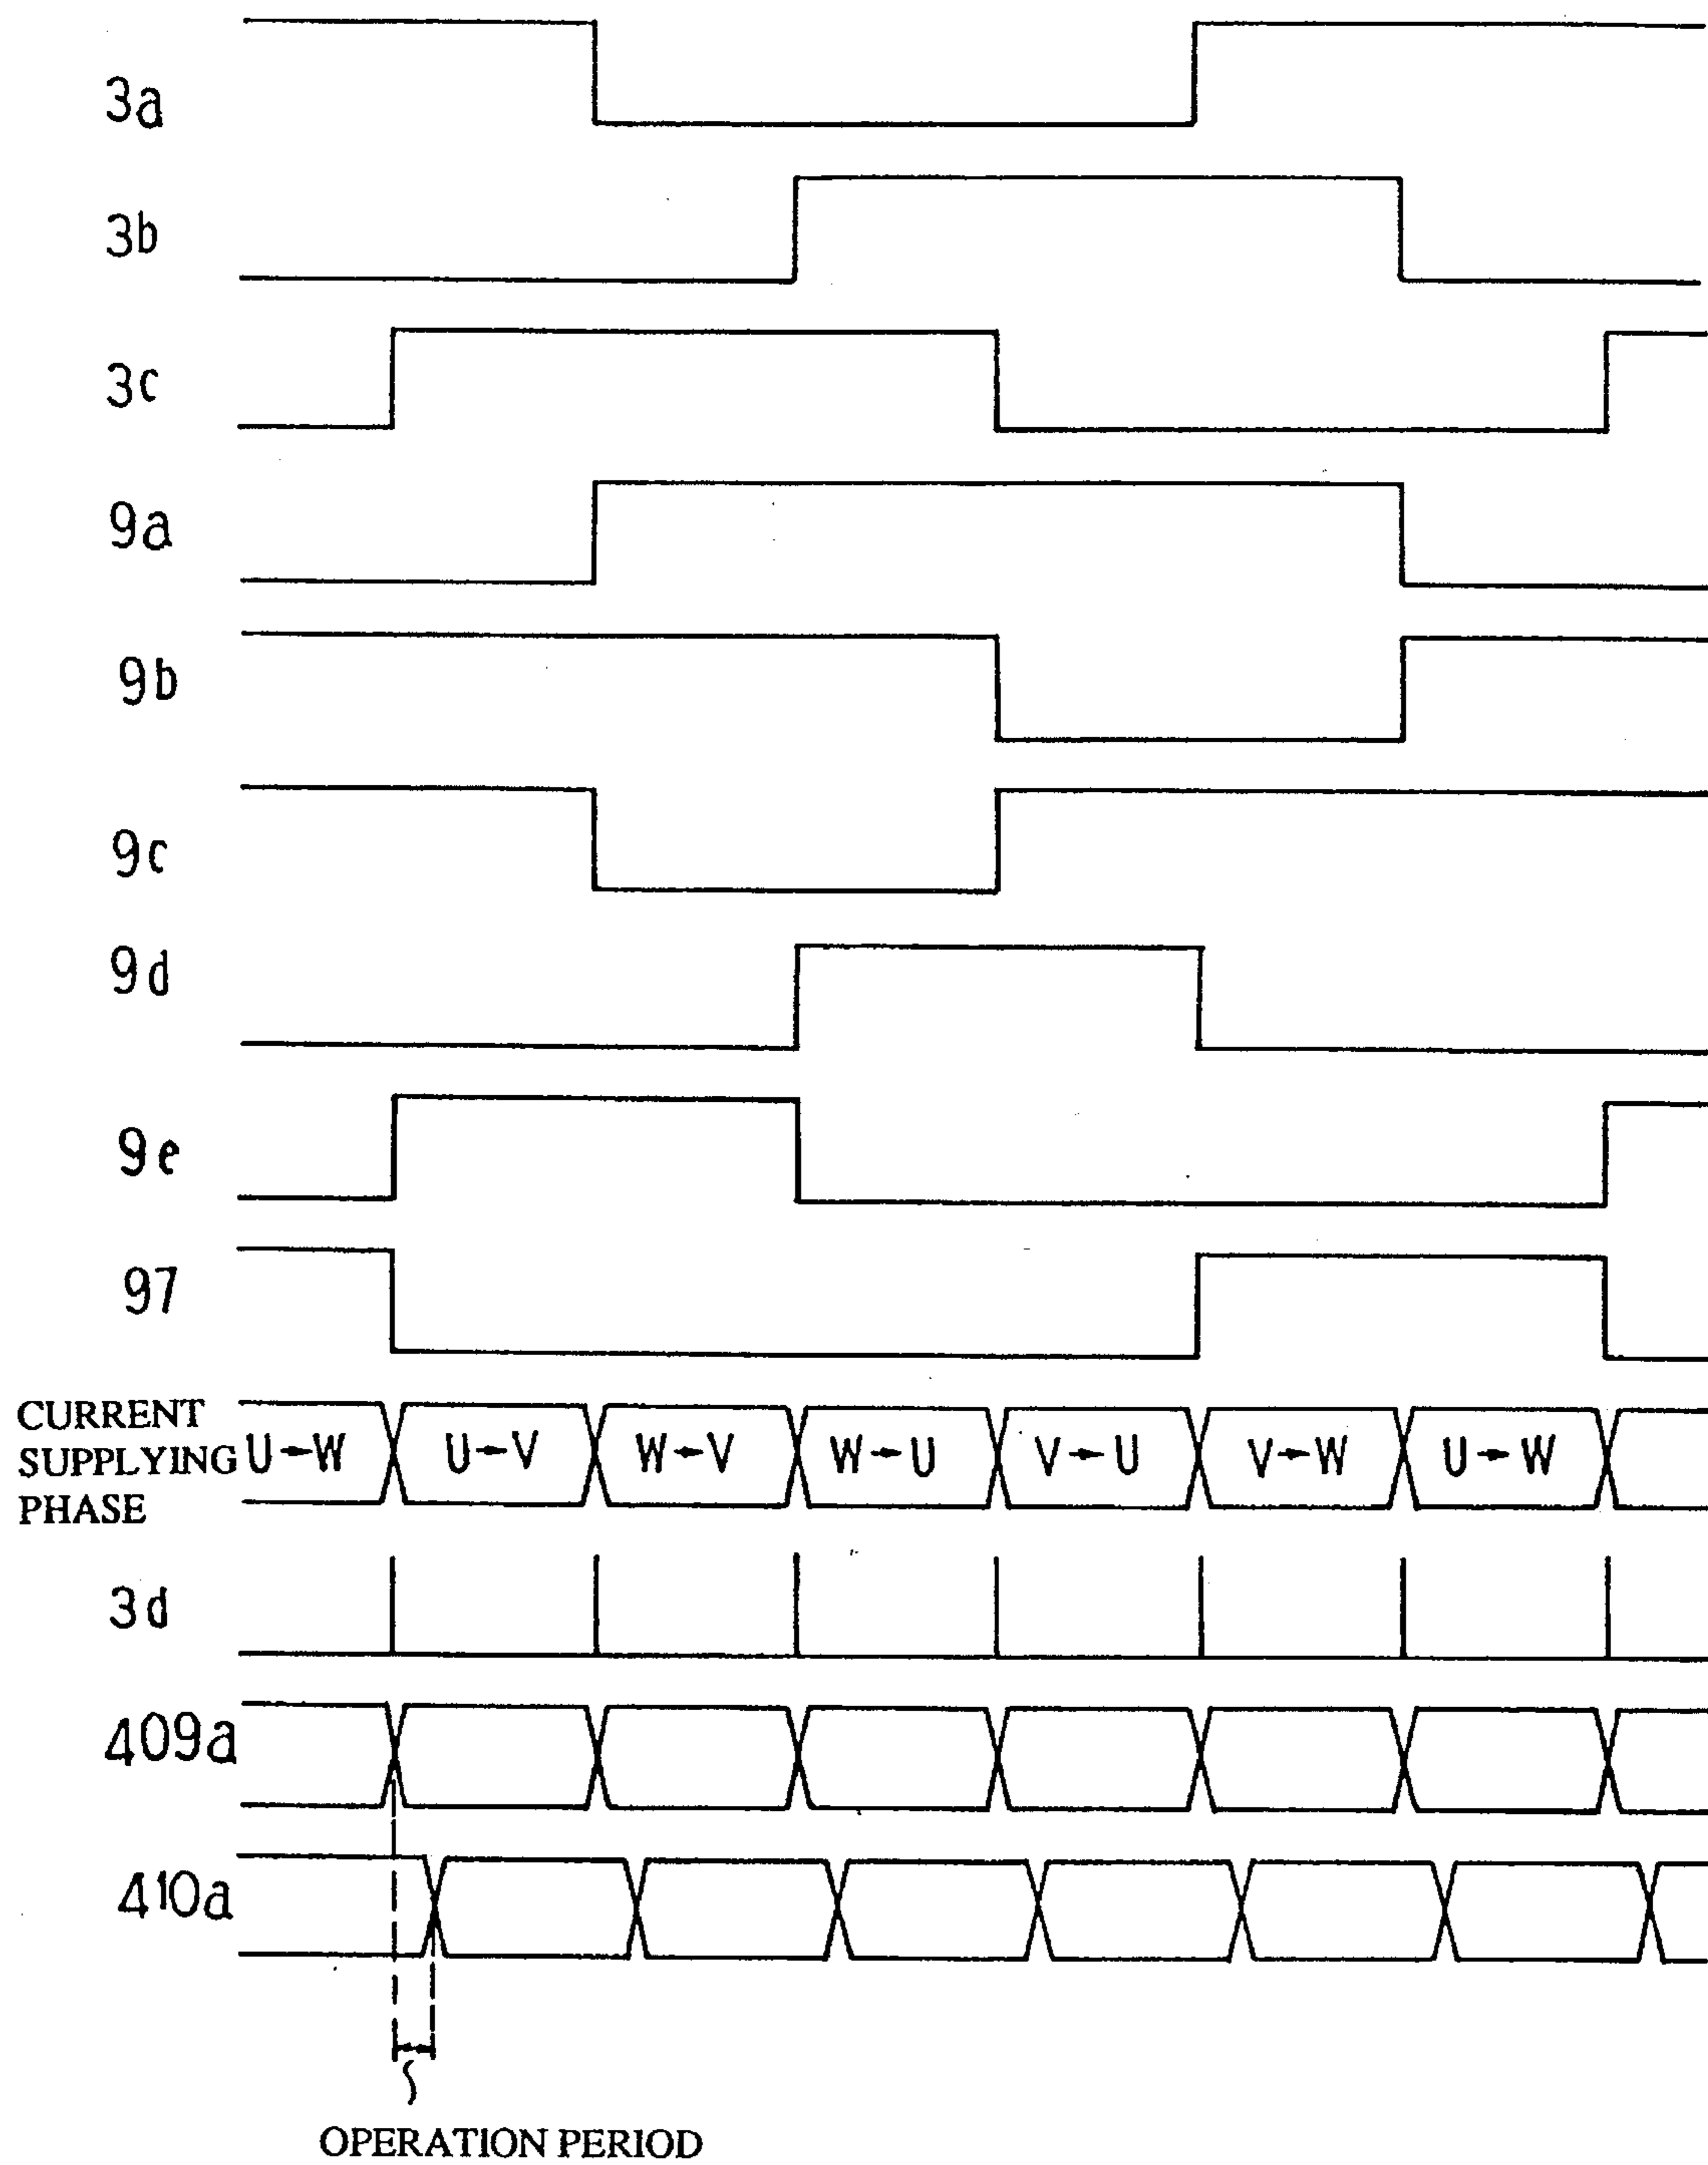 3a
3b
3c
9a
9b
9c
9d
9e
97
CURRENT
SUPPLYING
PHASE
U→W U→V W→V W→U V→U V→W U→W
3d
409a
410a
OPERATION PERIOD